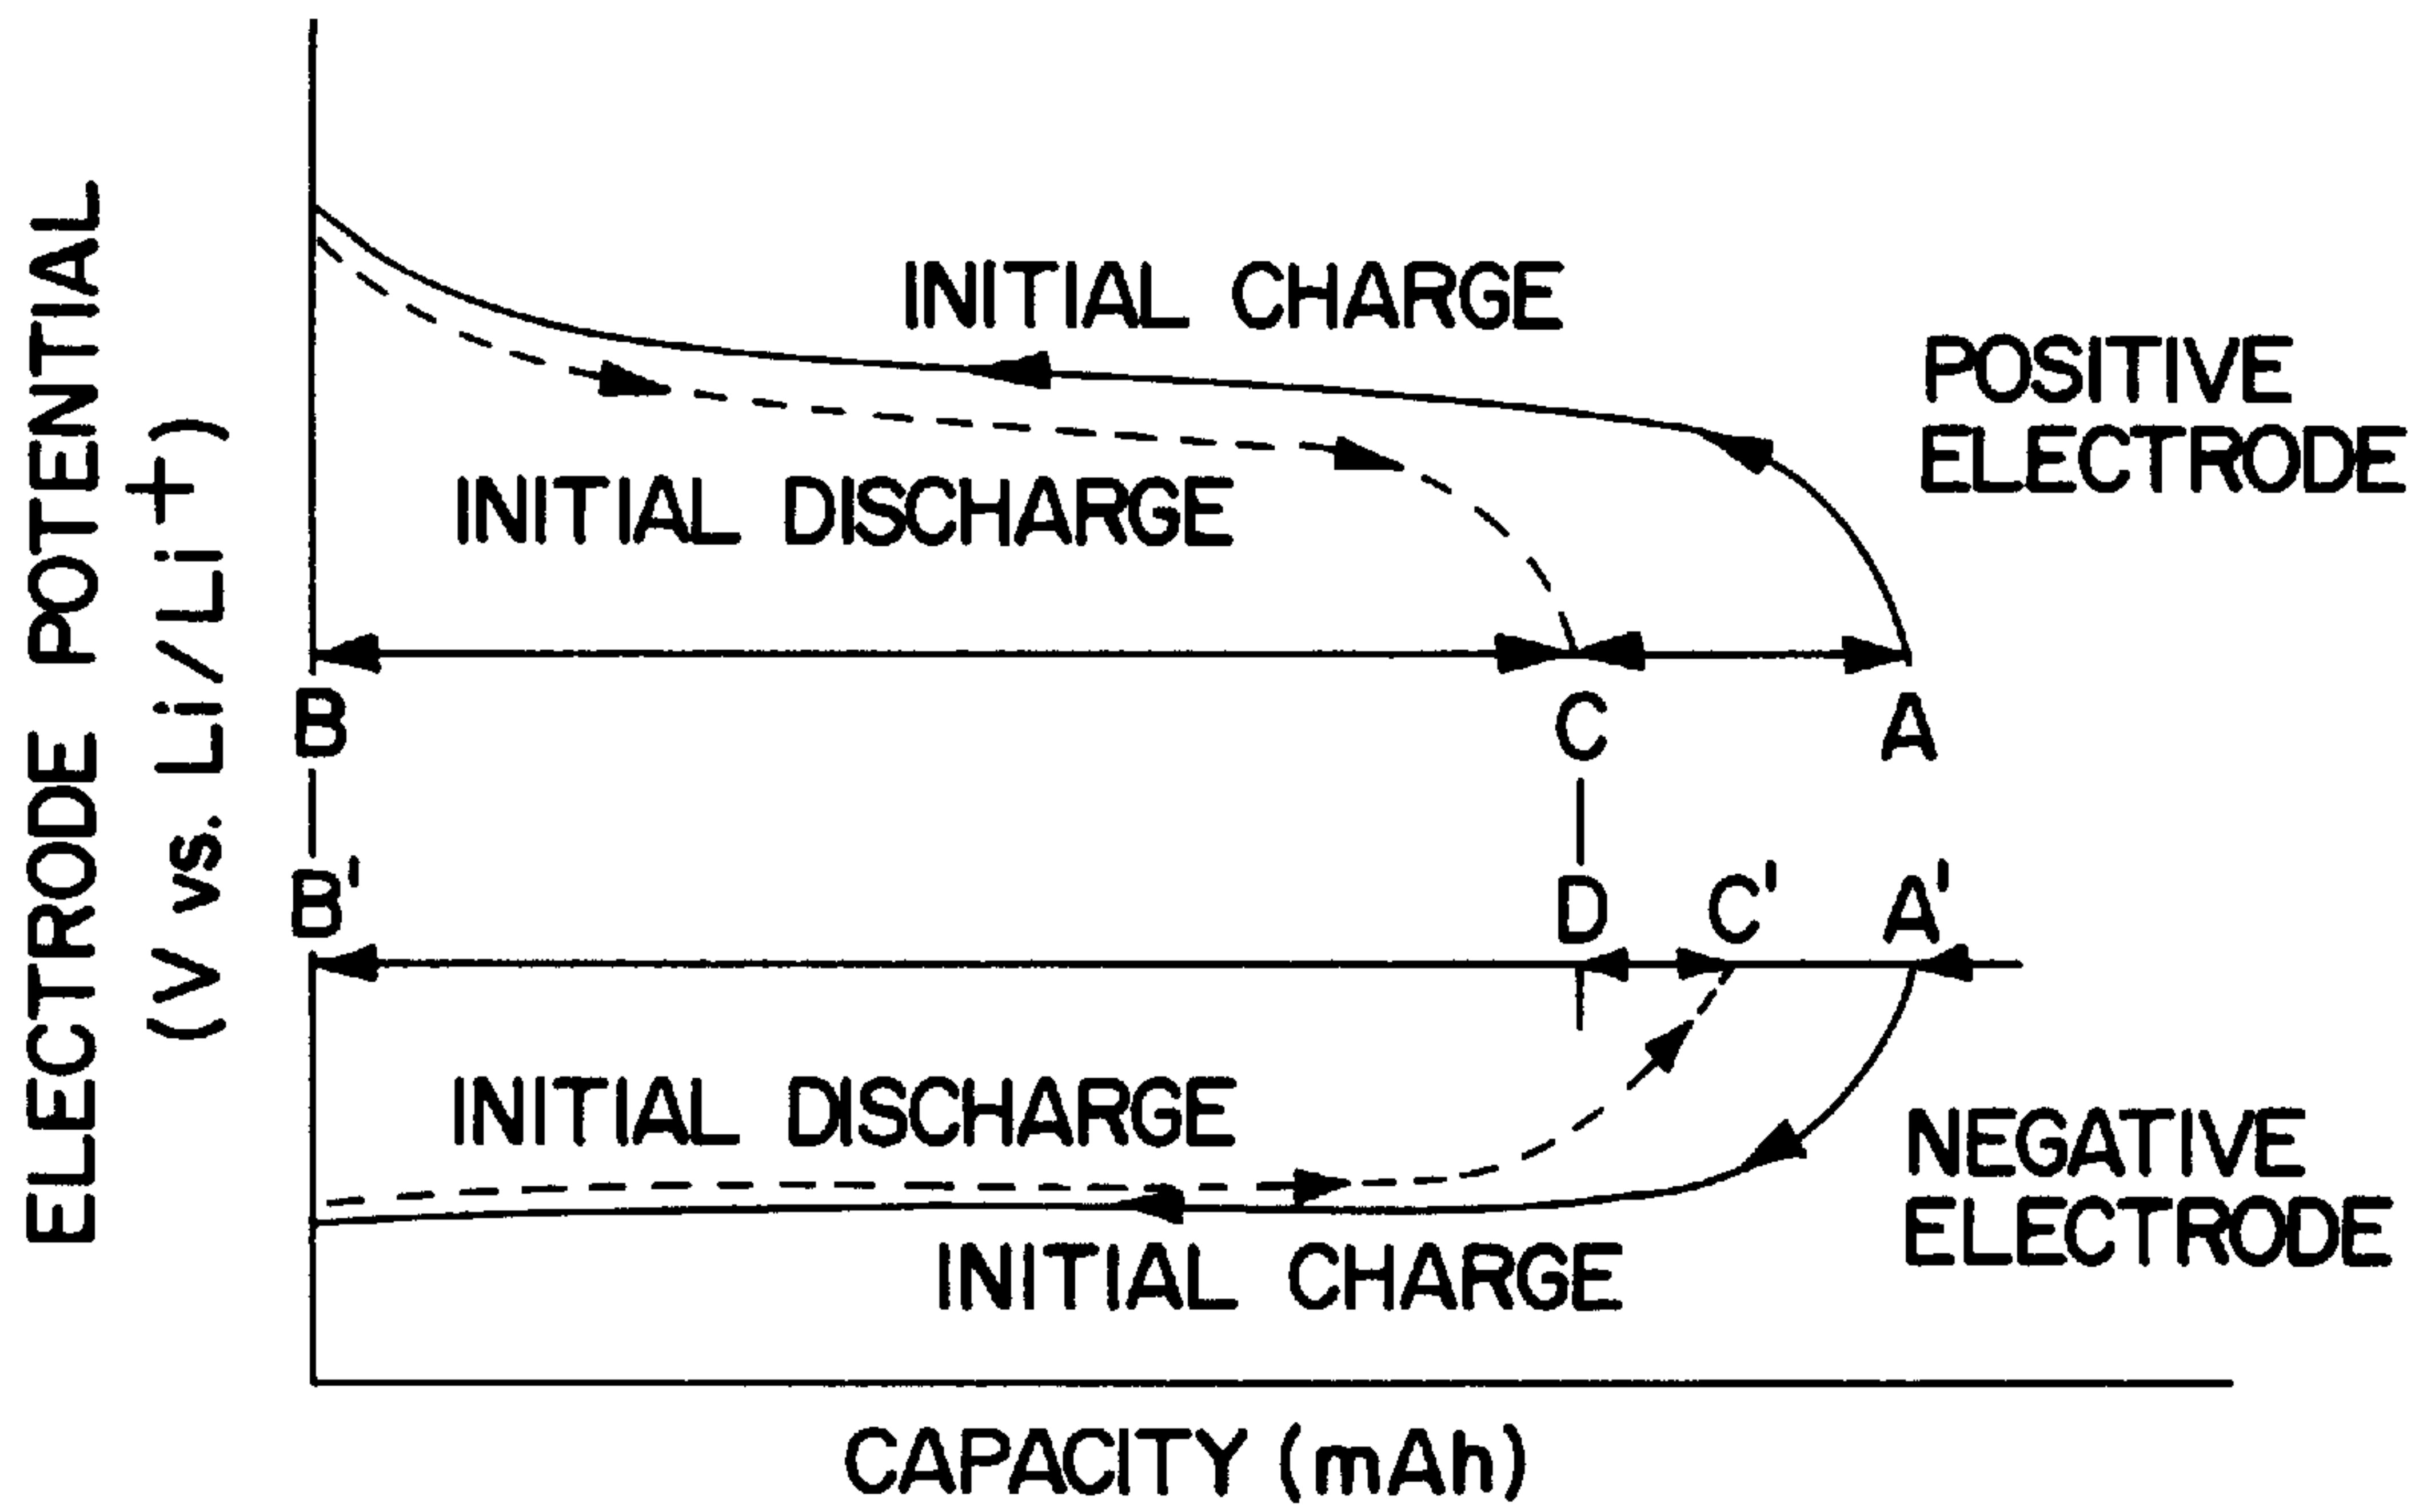 ELECTRODE POTENTIAL
(V vs. Li/Li+)
INITIAL CHARGE
POSITIVE
ELECTRODE
INITIAL DISCHARGE
B
C
A
B'
D
C'
A'
INITIAL DISCHARGE
NEGATIVE
ELECTRODE
INITIAL CHARGE
CAPACITY (mAh)